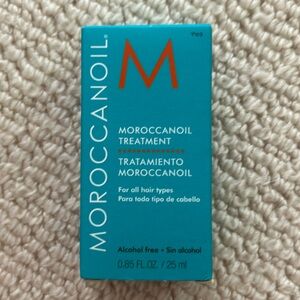 MOROCCANOIL®
M
MOROCCANOIL
TREATMENT
TRATAMIENTO
MOROCCANOIL
For all hair types
Para todo tipo de cabello
Alcohol free • Sin alcohol
0.85 FL.OZ. / 25 ml